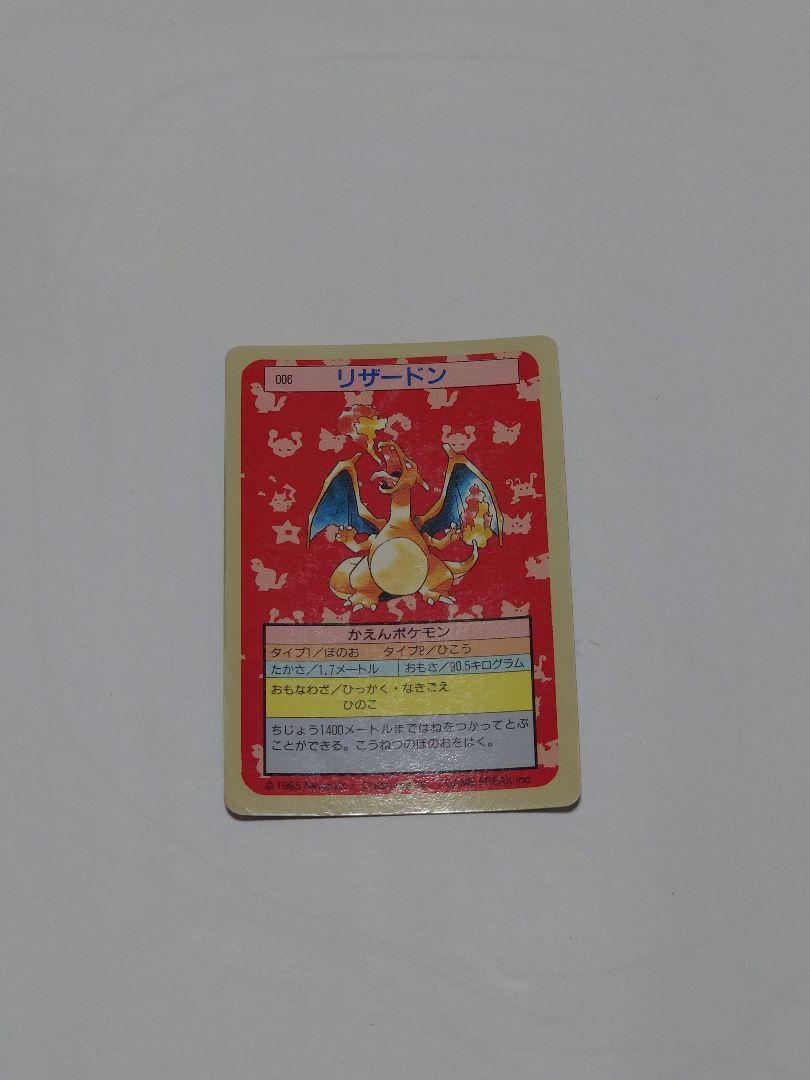 006 リザードン
かえんポケモン
タイプ1／ほのお タイプ2／ひこう
たかさ／1.7メートル おもさ／90.5キログラム
おもなわざ／ひっかく・なきごえ
ひのこ
ちじょう1400メートルまではねをつかってとぶ
ことができる。こうねつのほのおをはく。
© 1995 Nintendo GAME FREAK Inc.